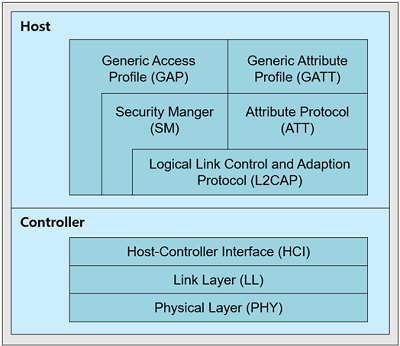 Host
Generic Access
Profile (GAP)
Generic Attribute
Profile (GATT)
Security Manger
(SM)
Attribute Protocol
(ATT)
Logical Link Control and Adaption
Protocol (L2CAP)
Controller
Host-Controller Interface (HCI)
Link Layer (LL)
Physical Layer (PHY)